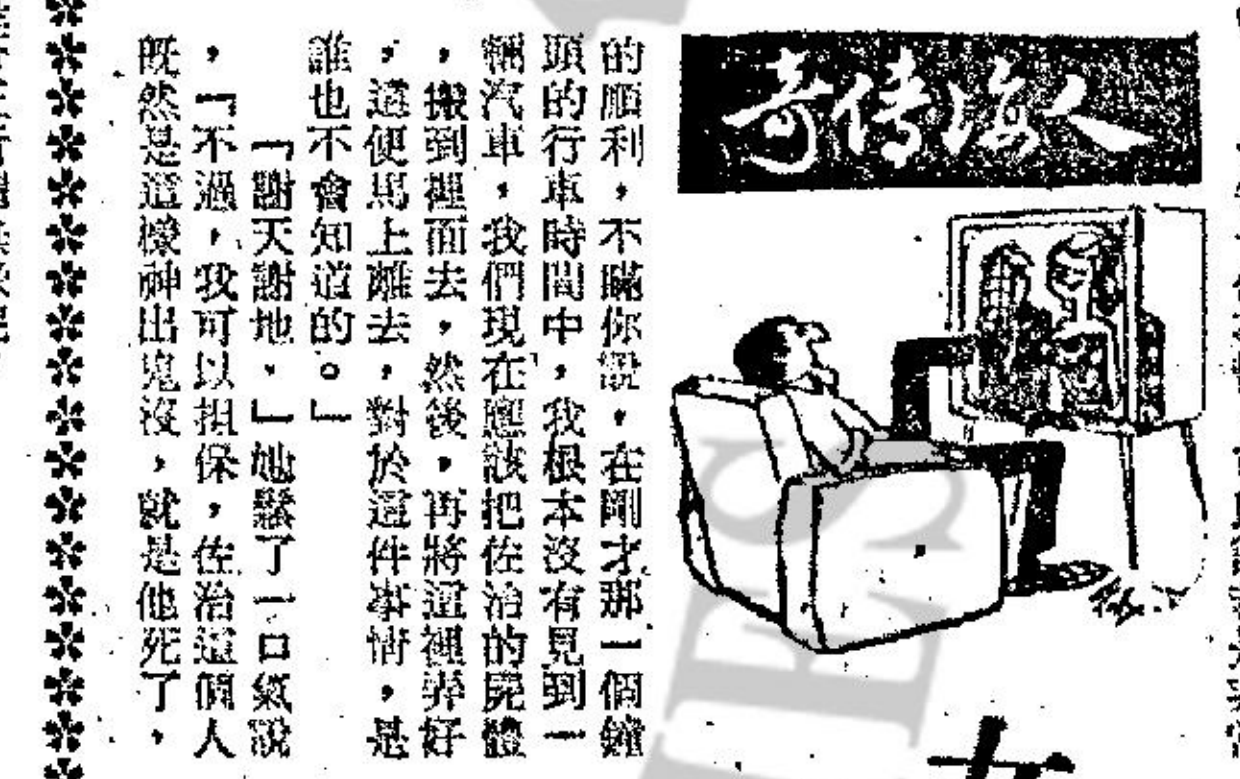 人海傳奇
的順利，不瞞你說，在剛才那一個鐘
頭的行車時間中，我根本沒有見到一
輛汽車，我們現在應該把佐治的屍體
，搬到裡面去，然後，再將這裡弄好
，這便馬上離去，對於這件事情，是
誰也不會知道的。」
「謝天謝地，」她鬆了一口氣說
，「不過，我可以担保，佐治這個人
既然是這樣神出鬼沒，就是他死了，